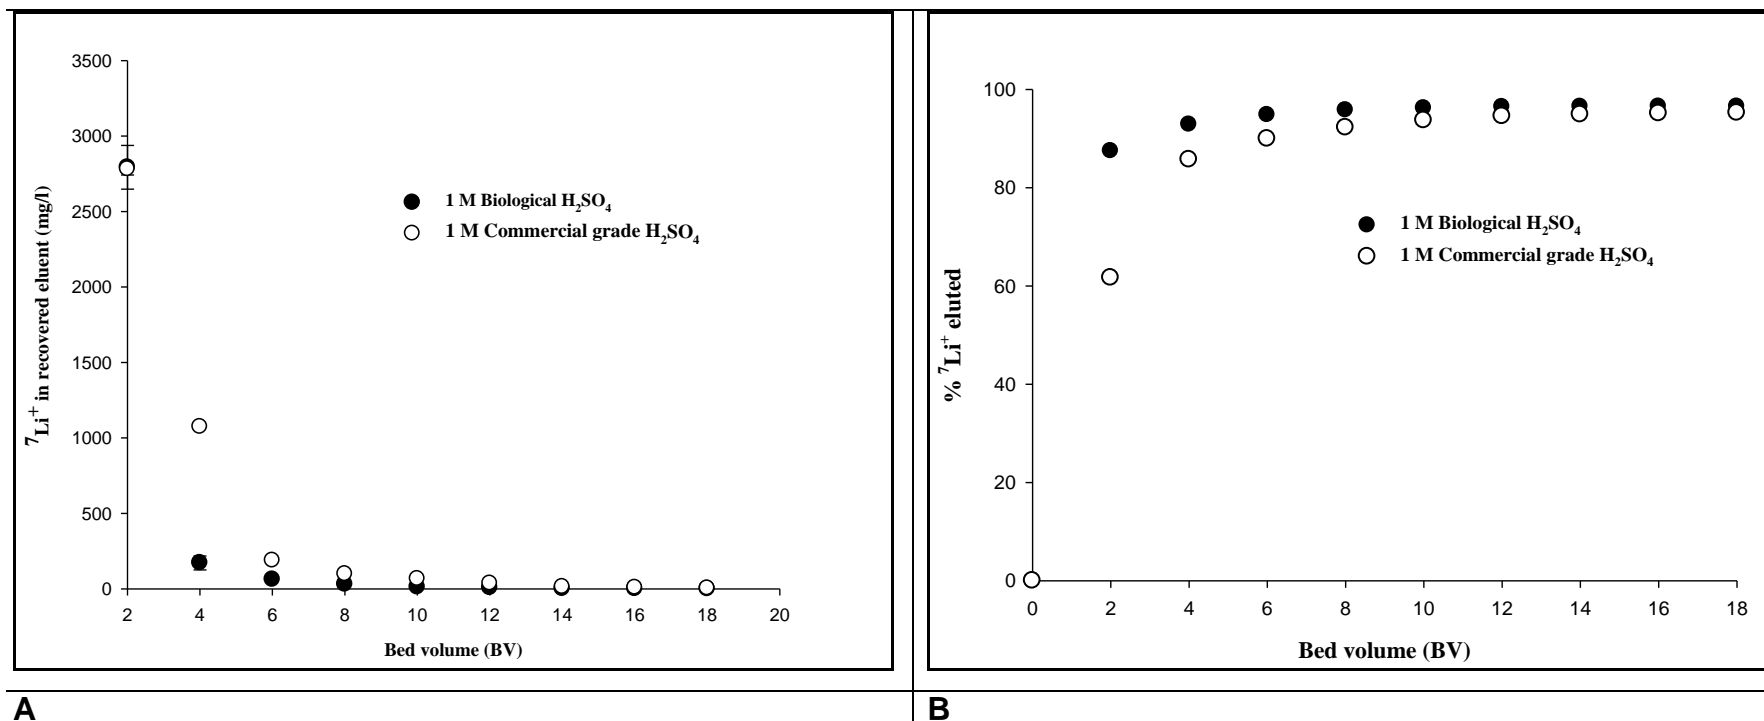 3500
3000
2500
2000
1500
1000
500
0
2 4 6 8 10 12 14 16 18 20
⁷Li⁺ in recovered eluent (mg/l)
Bed volume (BV)
1 M Biological H₂SO₄
1 M Commercial grade H₂SO₄
A
100
80
60
40
20
0
0 2 4 6 8 10 12 14 16 18
% ⁷Li⁺ eluted
Bed volume (BV)
1 M Biological H₂SO₄
1 M Commercial grade H₂SO₄
B